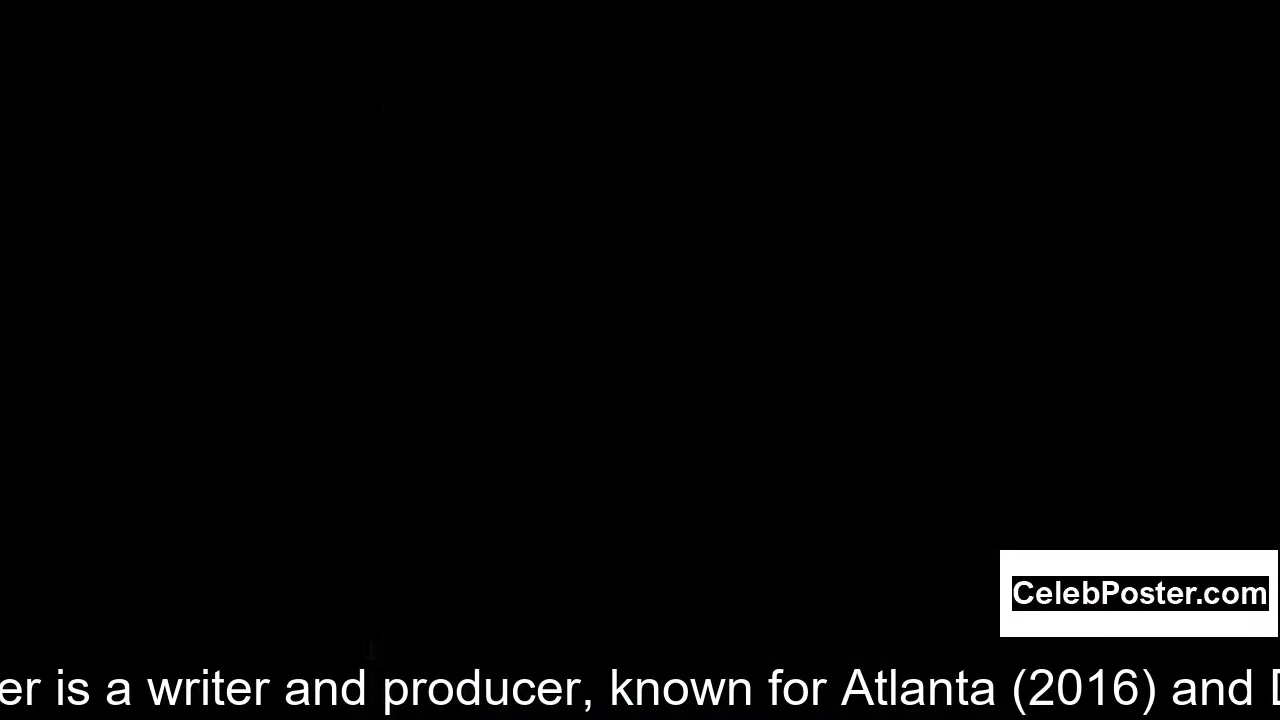 CelebPoster.com
er is a writer and producer, known for Atlanta (2016) and